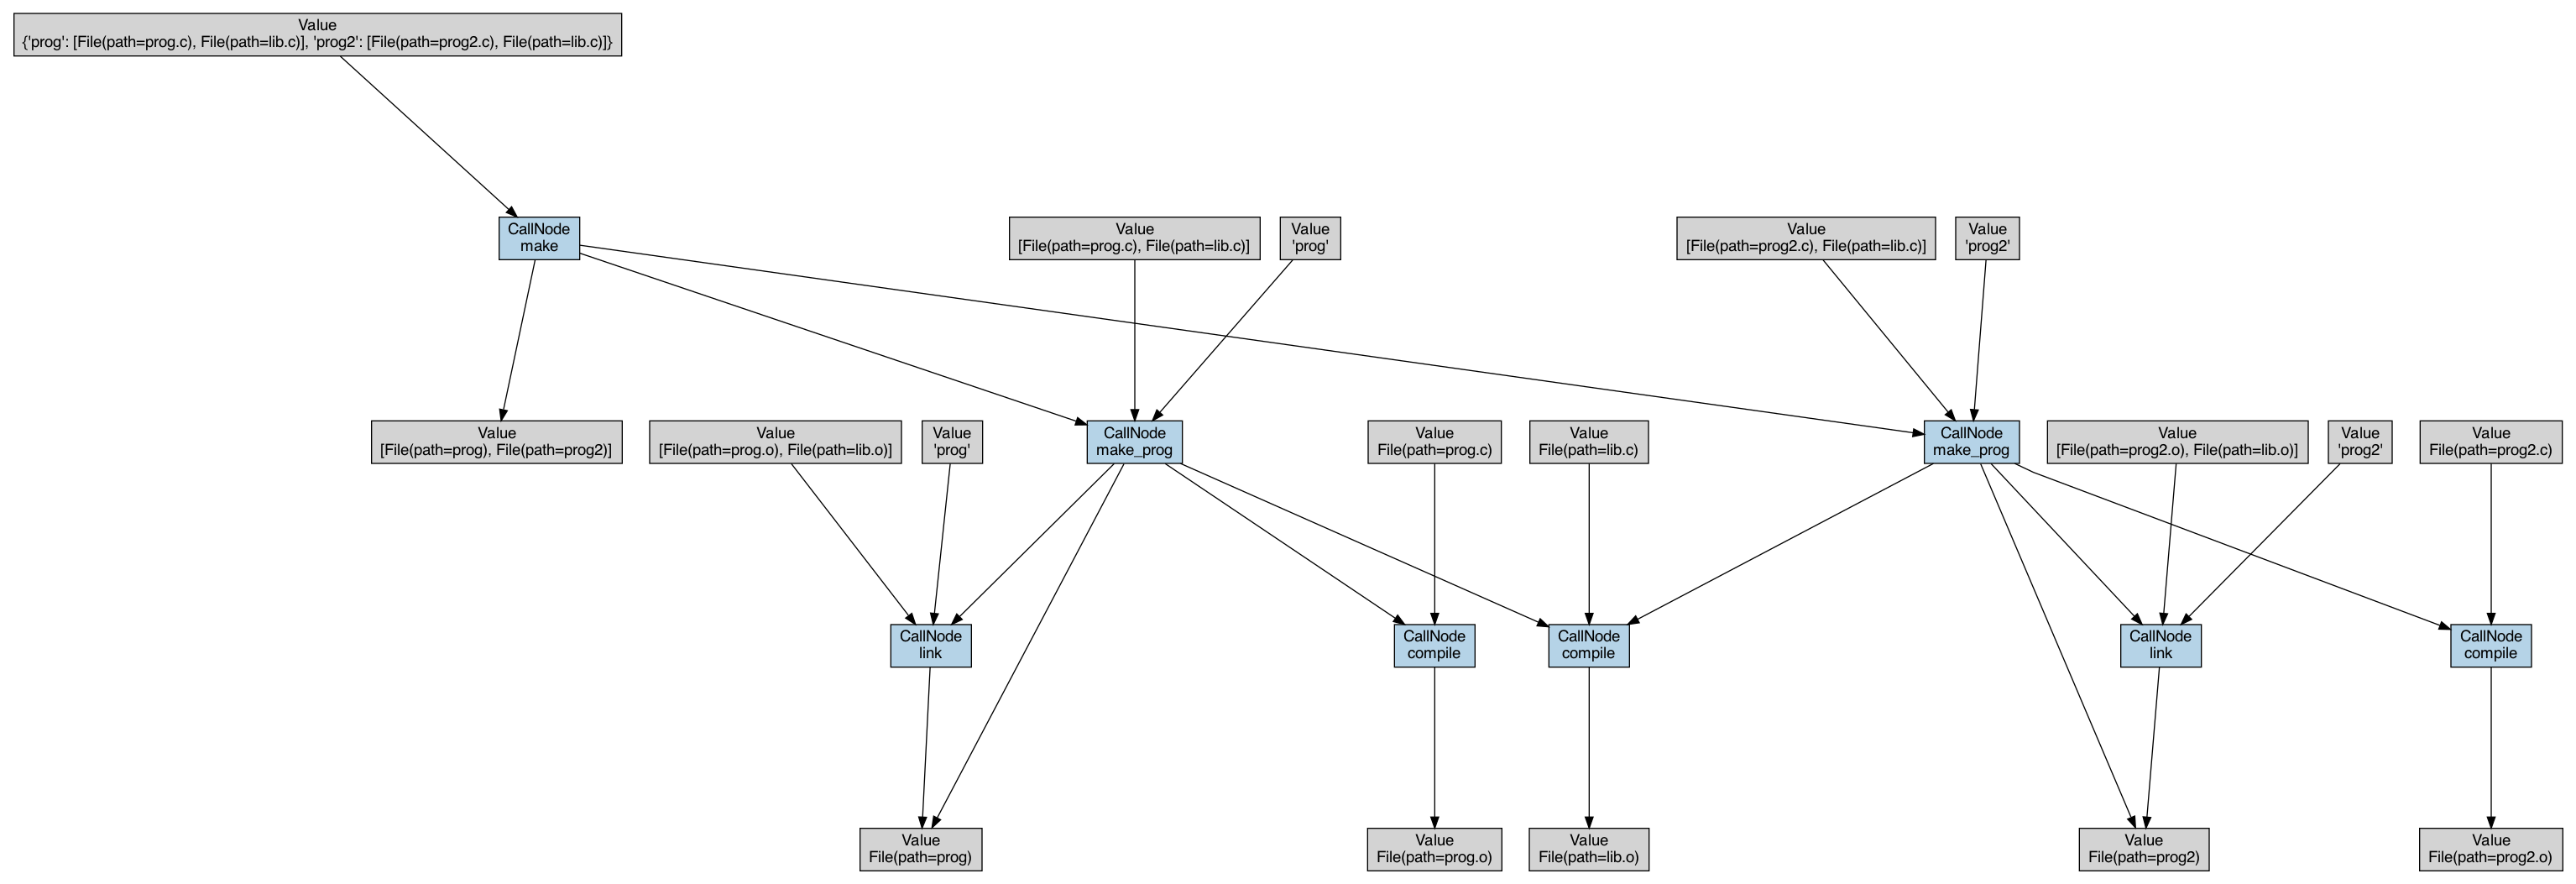 Value
{'prog': [File(path=prog.c), File(path=lib.c)], 'prog2': [File(path=prog2.c), File(path=lib.c)]}
CallNode
make
Value
[File(path=prog.c), File(path=lib.c)]
Value
'prog'
Value
[File(path=prog2.c), File(path=lib.c)]
Value
'prog2'
Value
[File(path=prog), File(path=prog2)]
Value
[File(path=prog.o), File(path=lib.o)]
Value
'prog'
CallNode
make_prog
Value
File(path=prog.c)
Value
File(path=lib.c)
CallNode
make_prog
Value
[File(path=prog2.o), File(path=lib.o)]
Value
'prog2'
Value
File(path=prog2.c)
CallNode
link
CallNode
compile
CallNode
compile
CallNode
link
CallNode
compile
Value
File(path=prog)
Value
File(path=prog.o)
Value
File(path=lib.o)
Value
File(path=prog2)
Value
File(path=prog2.o)